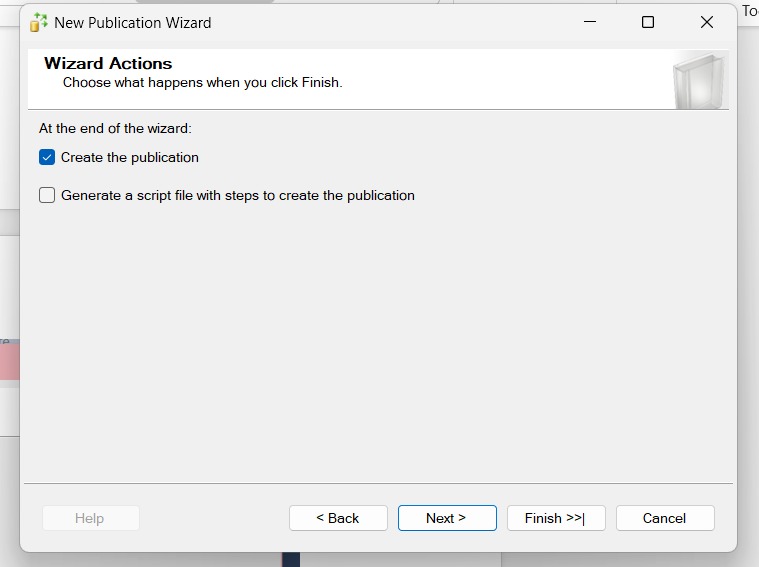 New Publication Wizard
Wizard Actions
Choose what happens when you click Finish.
At the end of the wizard:
Create the publication
Generate a script file with steps to create the publication
Help
< Back
Next >
Finish >>|
Cancel